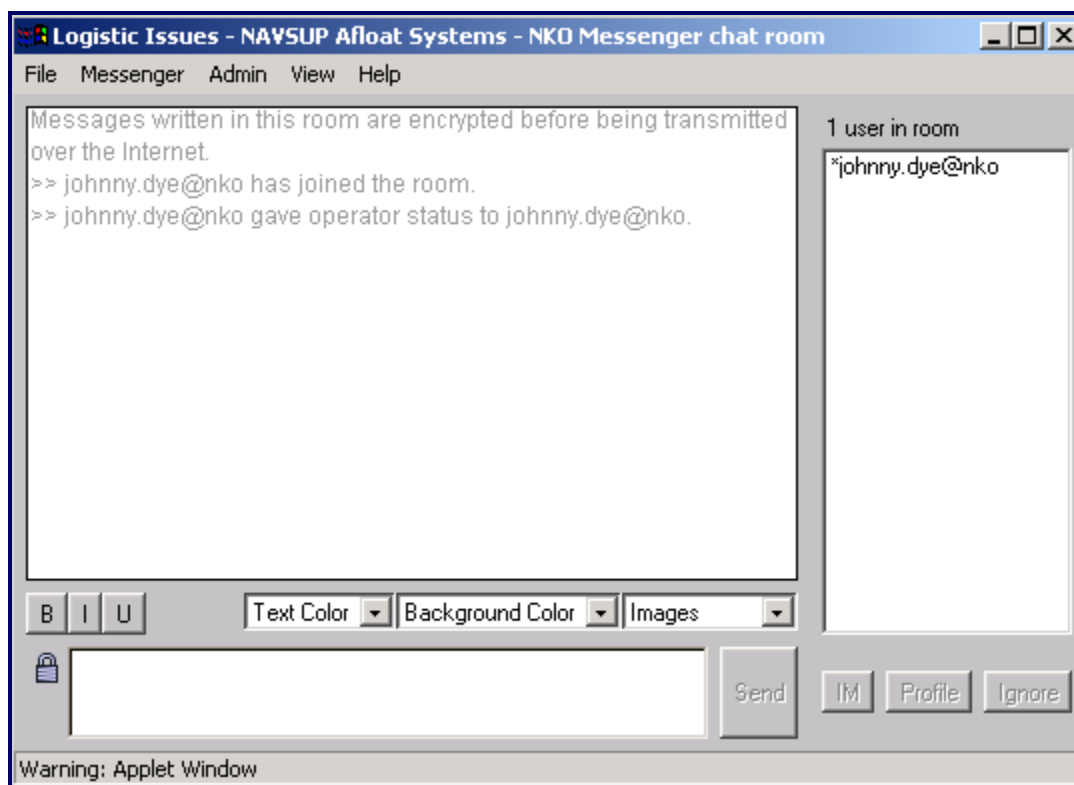 Logistic Issues - NAVSUP Afloat Systems - NKO Messenger chat room
File Messenger Admin View Help
Messages written in this room are encrypted before being transmitted
over the Internet.
>> johnny.dye@nko has joined the room.
>> johnny.dye@nko gave operator status to johnny.dye@nko.
1 user in room
*johnny.dye@nko
B I U Text Color Background Color Images
Send
IM Profile Ignore
Warning: Applet Window